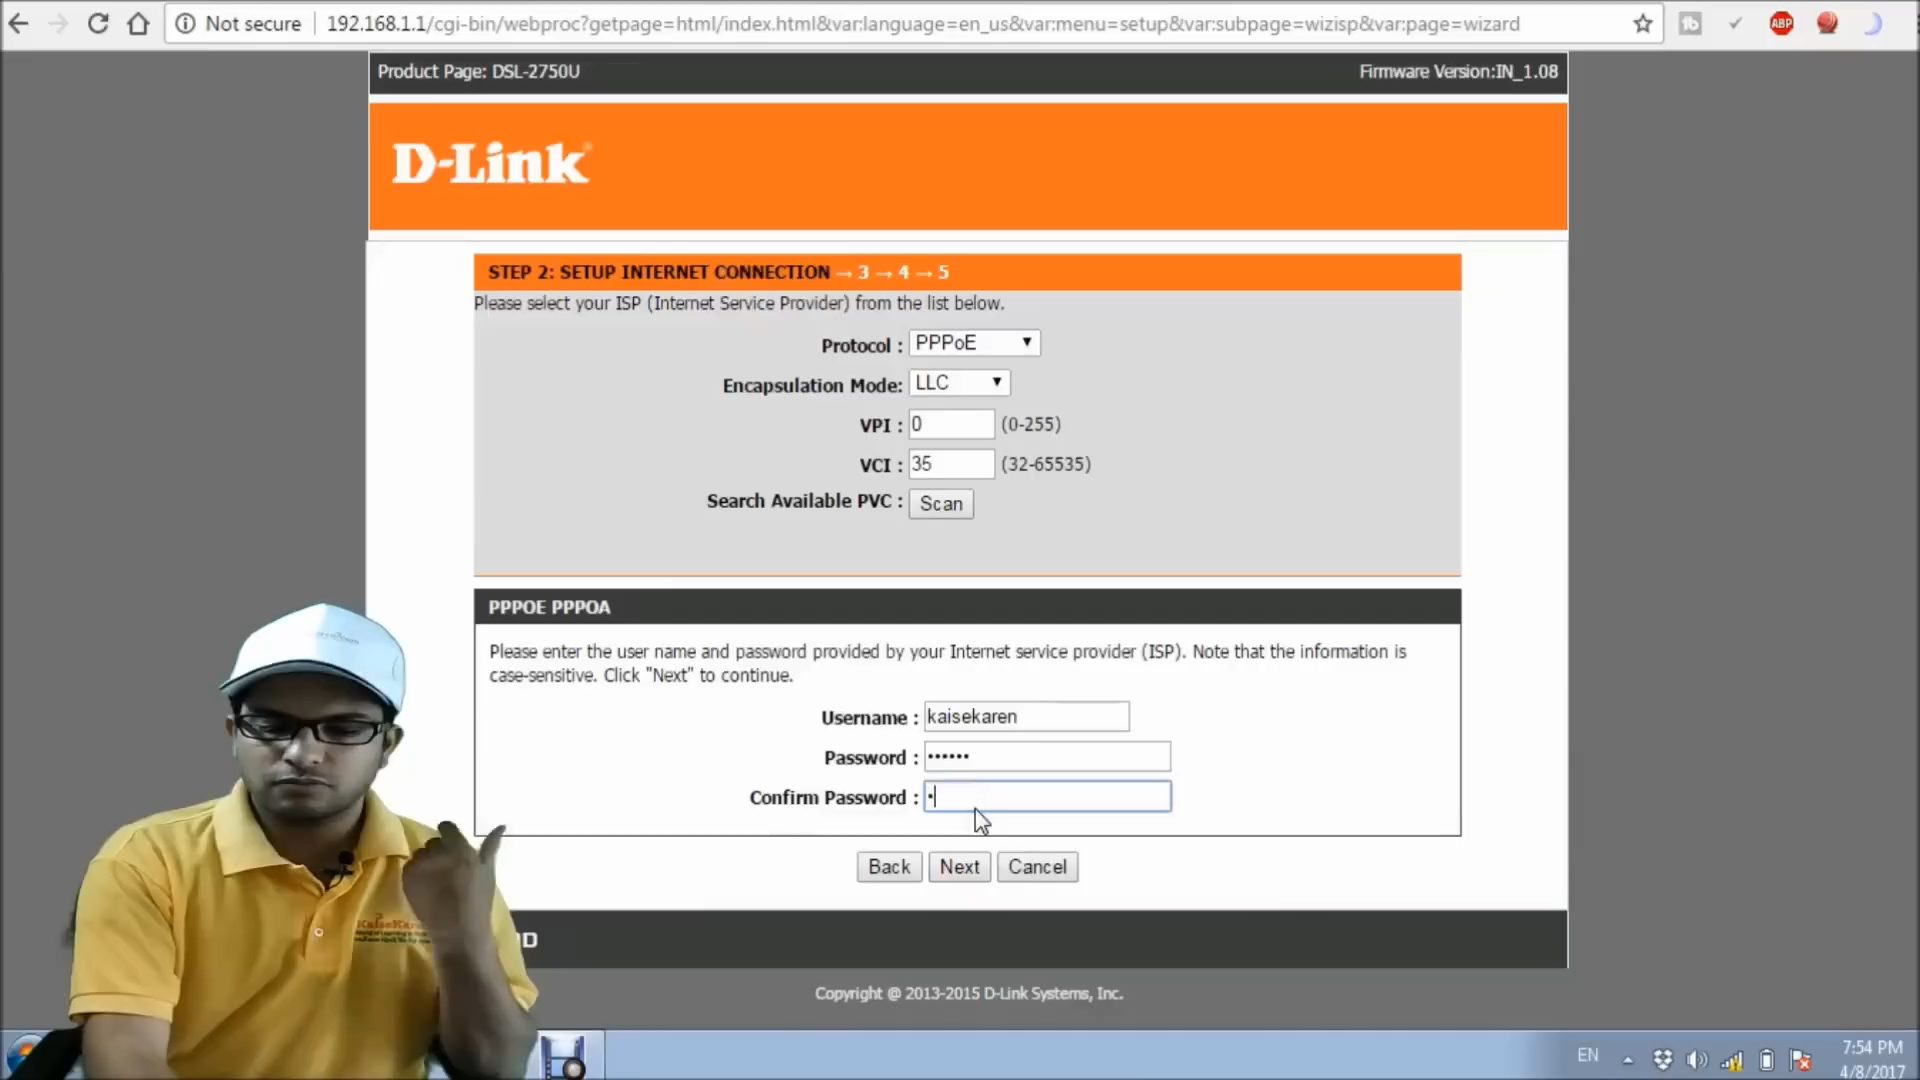 Not secure
192.168.1.1/cgi-bin/webproc?getpage=html/index.html&var:language=en_us&var:menu=setup&var:subpage=wizisp&var:page=wizard
ABP
Product Page: DSL-2750U
Firmware Version:IN_1.08
D-Link
STEP 2: SETUP INTERNET CONNECTION → 3 → 4 → 5
Please select your ISP (Internet Service Provider) from the list below.
Protocol : PPPoE
Encapsulation Mode: LLC
VPI : 0 (0-255)
VCI : 35 (32-65535)
Search Available PVC : Scan
PPPOE PPPOA
Please enter the user name and password provided by your Internet service provider (ISP). Note that the information is
case-sensitive. Click "Next" to continue.
Username : kaisekaren
Password : ••••••
Confirm Password : •
Back Next Cancel
Copyright @ 2013-2015 D-Link Systems, Inc.
EN
7:54 PM
4/8/2017